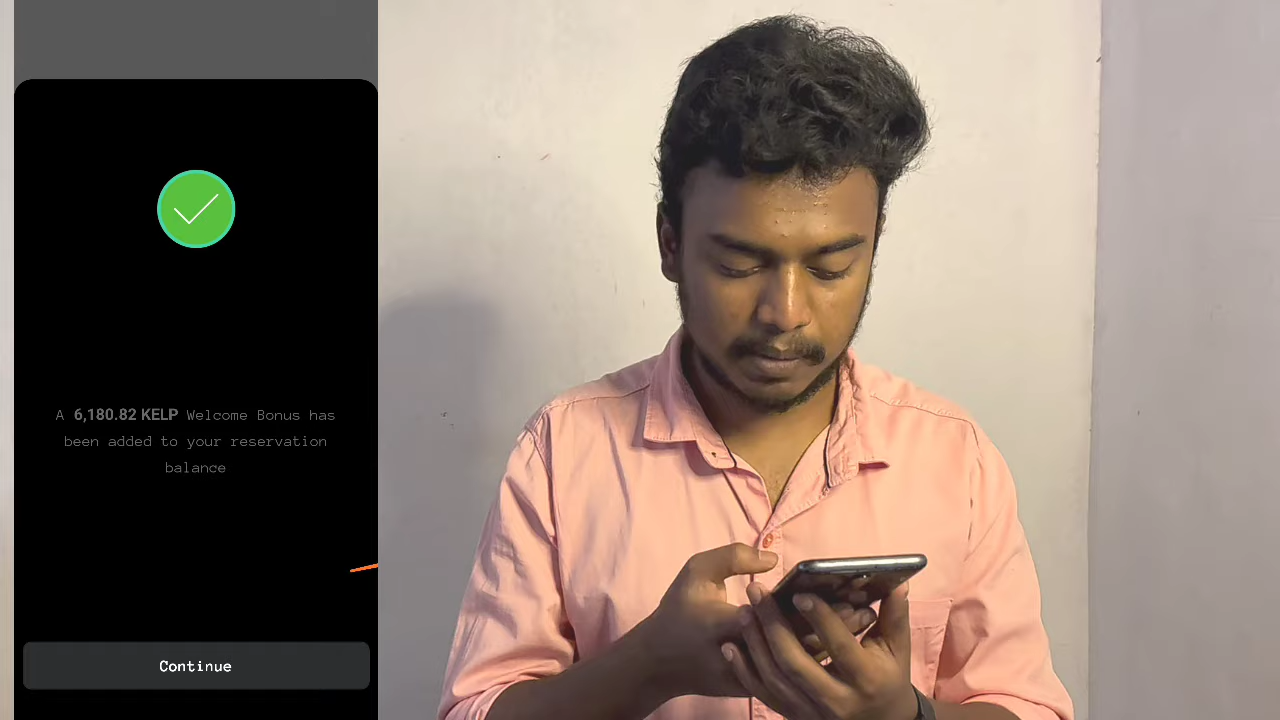 A 6,180.82 KELP Welcome Bonus has
been added to your reservation
balance
Continue